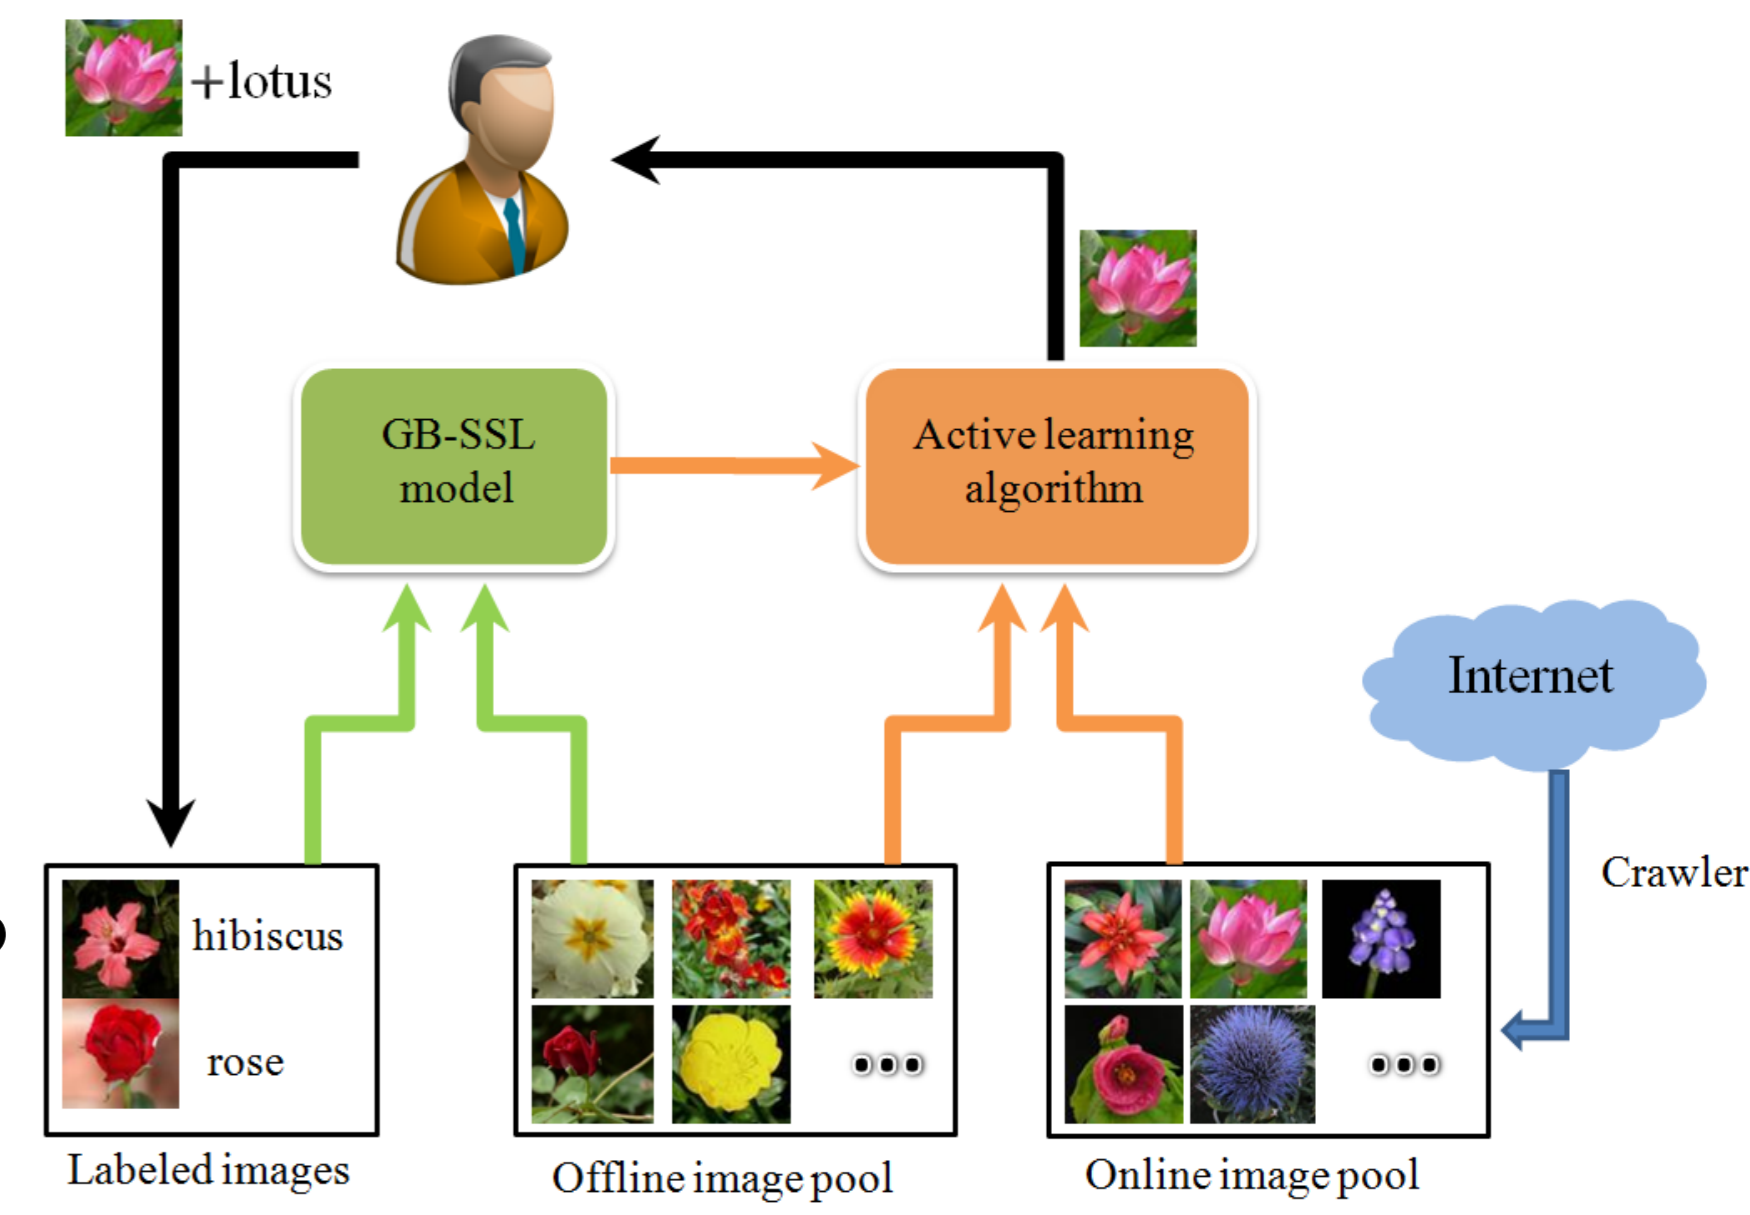 +lotus
GB-SSL
model
Active learning
algorithm
Internet
Crawler
hibiscus
rose
Labeled images
Offline image pool
Online image pool